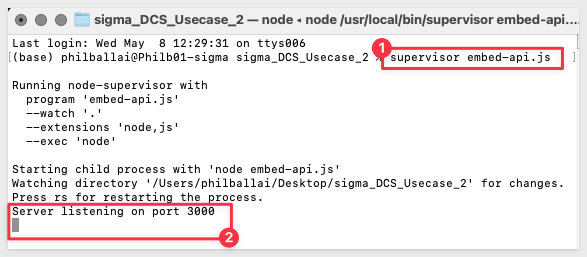 sigma_DCS_Usecase_2 — node ◂ node /usr/local/bin/supervisor embed-api....
Last login: Wed May  8 12:29:31 on ttys006
1
[(base) philballai@Philb01-sigma sigma_DCS_Usecase_2 % supervisor embed-api.js ]
Running node-supervisor with
  program 'embed-api.js'
  --watch '.'
  --extensions 'node,js'
  --exec 'node'
Starting child process with 'node embed-api.js'
Watching directory '/Users/philballai/Desktop/sigma_DCS_Usecase_2' for changes.
Press rs for restarting the process.
Server listening on port 3000
2